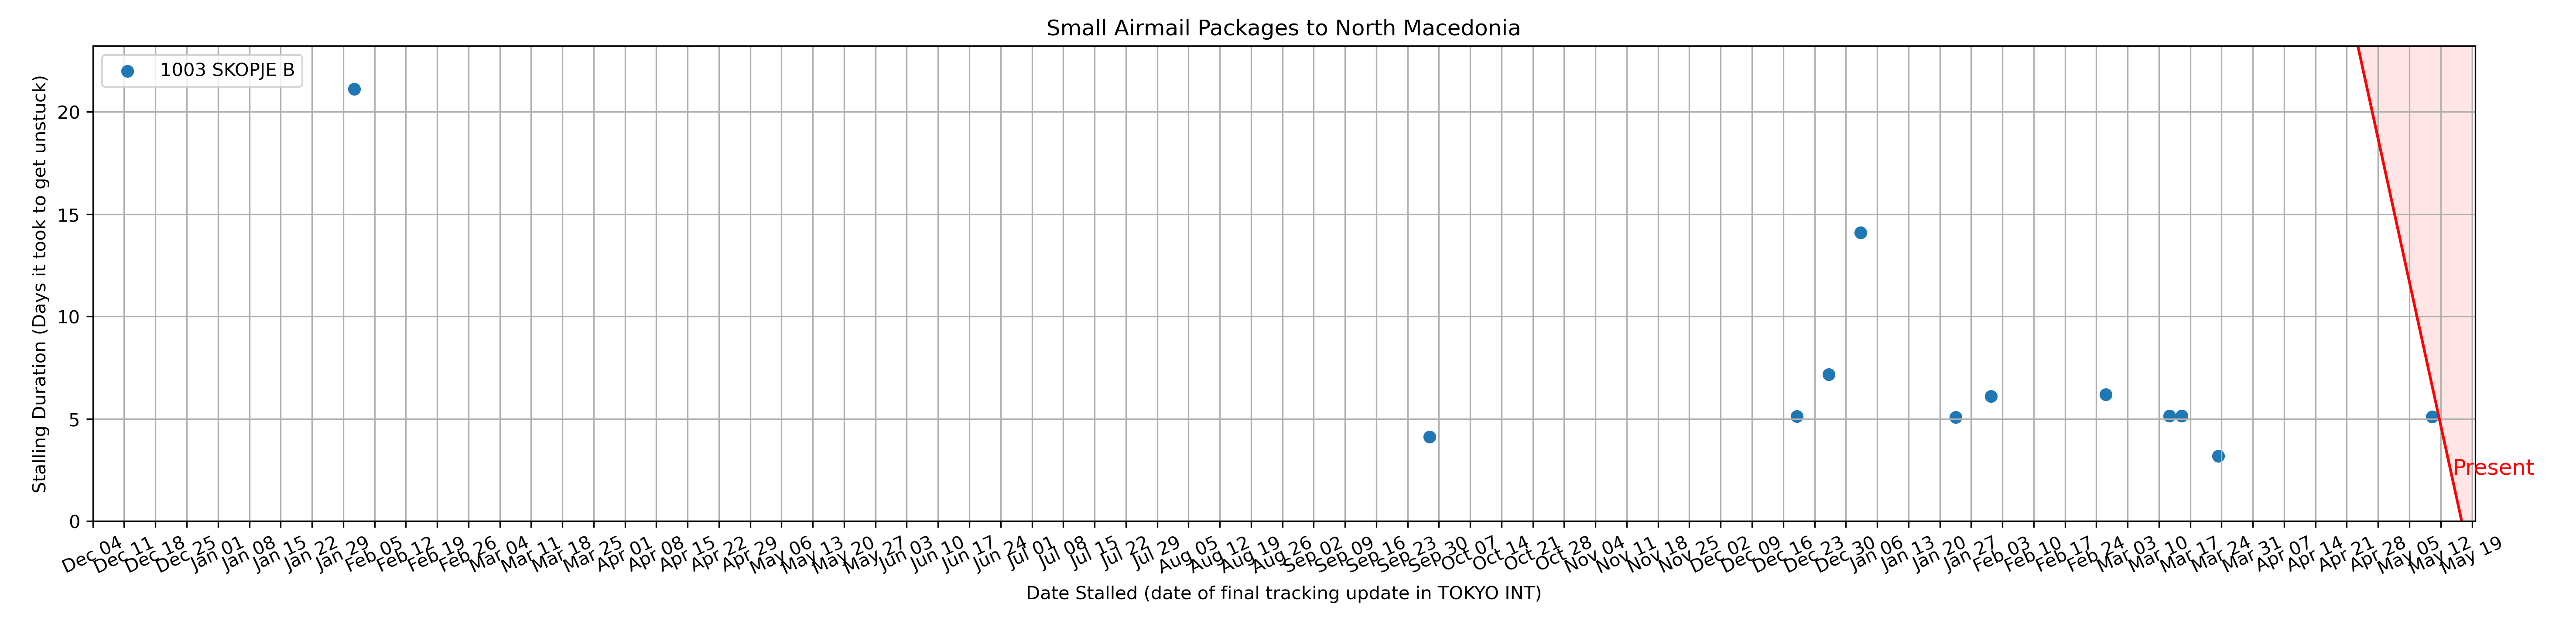 Small Airmail Packages to North Macedonia
1003 SKOPJE B
Stalling Duration (Days it took to get unstuck)
20
15
10
5
0
Present
Dec 04
Dec 11
Dec 18
Dec 25
Jan 01
Jan 08
Jan 15
Jan 22
Jan 29
Feb 05
Feb 12
Feb 19
Feb 26
Mar 04
Mar 11
Mar 18
Mar 25
Apr 01
Apr 08
Apr 15
Apr 22
Apr 29
May 06
May 13
May 20
May 27
Jun 03
Jun 10
Jun 17
Jun 24
Jul 01
Jul 08
Jul 15
Jul 22
Jul 29
Aug 05
Aug 12
Aug 19
Aug 26
Sep 02
Sep 09
Sep 16
Sep 23
Sep 30
Oct 07
Oct 14
Oct 21
Oct 28
Nov 04
Nov 11
Nov 18
Nov 25
Dec 02
Dec 09
Dec 16
Dec 23
Dec 30
Jan 06
Jan 13
Jan 20
Jan 27
Feb 03
Feb 10
Feb 17
Feb 24
Mar 03
Mar 10
Mar 17
Mar 24
Mar 31
Apr 07
Apr 14
Apr 21
Apr 28
May 05
May 12
May 19
Date Stalled (date of final tracking update in TOKYO INT)